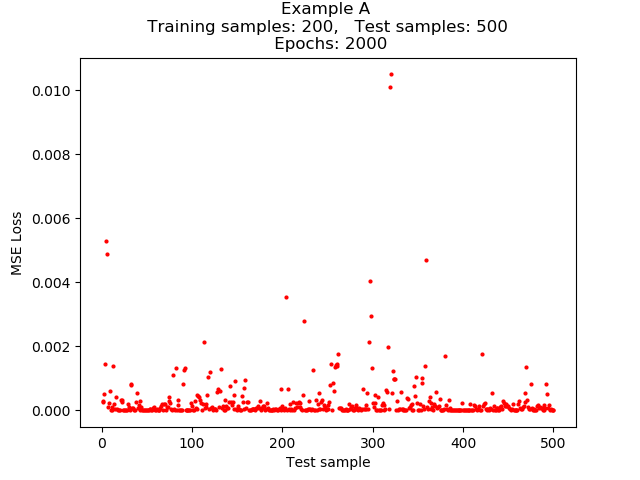 Example A
Training samples: 200,   Test samples: 500
Epochs: 2000
0.010
0.008
0.006
0.004
0.002
0.000
MSE Loss
0 100 200 300 400 500
Test sample